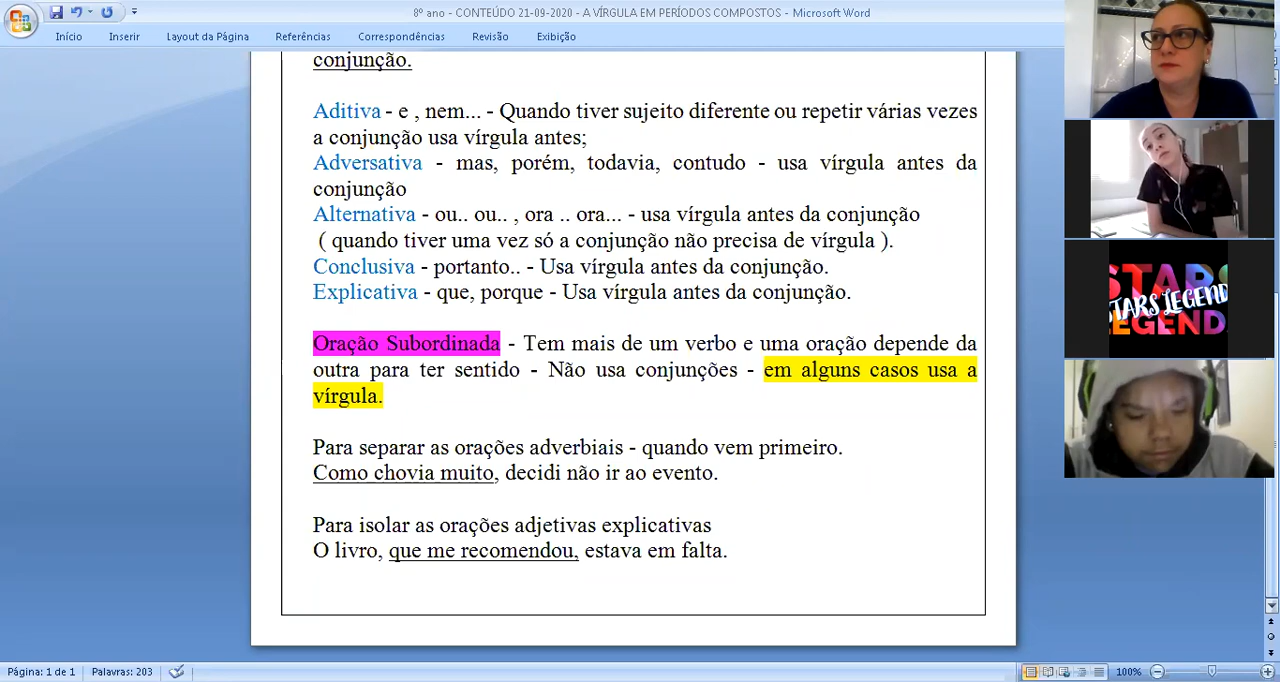 8º ano - CONTEÚDO 21-09-2020 - A VÍRGULA EM PERÍODOS COMPOSTOS - Microsoft Word
Início Inserir Layout da Página Referências Correspondências Revisão Exibição
conjunção.
Aditiva - e , nem... - Quando tiver sujeito diferente ou repetir várias vezes
a conjunção usa vírgula antes;
Adversativa - mas, porém, todavia, contudo - usa vírgula antes da
conjunção
Alternativa - ou.. ou.. , ora .. ora... - usa vírgula antes da conjunção
( quando tiver uma vez só a conjunção não precisa de vírgula ).
Conclusiva - portanto.. - Usa vírgula antes da conjunção.
Explicativa - que, porque - Usa vírgula antes da conjunção.
Oração Subordinada - Tem mais de um verbo e uma oração depende da
outra para ter sentido - Não usa conjunções - em alguns casos usa a
vírgula.
Para separar as orações adverbiais - quando vem primeiro.
Como chovia muito, decidi não ir ao evento.
Para isolar as orações adjetivas explicativas
O livro, que me recomendou, estava em falta.
STARS
STARS LEGEND
LEGEND
Página: 1 de 1 Palavras: 203 100%